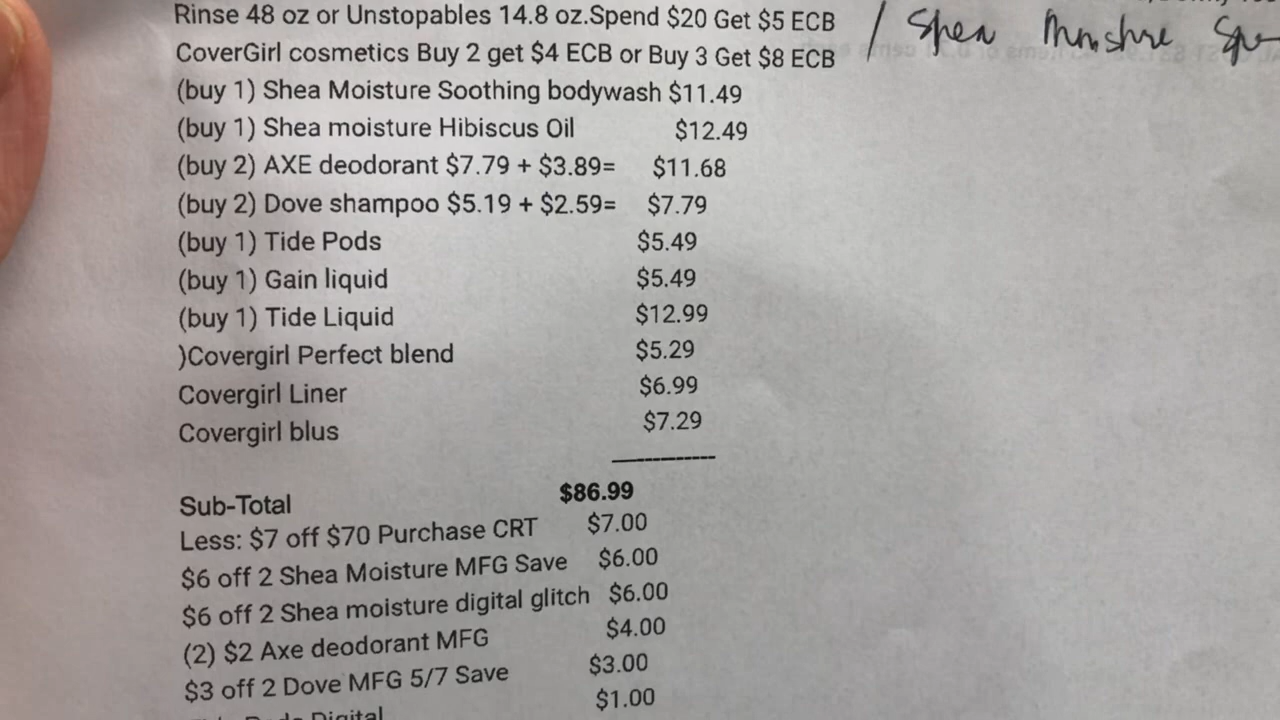 Rinse 48 oz or Unstopables 14.8 oz.Spend $20 Get $5 ECB / Shea Moisture
CoverGirl cosmetics Buy 2 get $4 ECB or Buy 3 Get $8 ECB
(buy 1) Shea Moisture Soothing bodywash $11.49
(buy 1) Shea moisture Hibiscus Oil $12.49
(buy 2) AXE deodorant $7.79 + $3.89= $11.68
(buy 2) Dove shampoo $5.19 + $2.59= $7.79
(buy 1) Tide Pods $5.49
(buy 1) Gain liquid $5.49
(buy 1) Tide Liquid $12.99
)Covergirl Perfect blend $5.29
Covergirl Liner $6.99
Covergirl blus $7.29
Sub-Total $86.99
Less: $7 off $70 Purchase CRT $7.00
$6 off 2 Shea Moisture MFG Save $6.00
$6 off 2 Shea moisture digital glitch $6.00
(2) $2 Axe deodorant MFG $4.00
$3 off 2 Dove MFG 5/7 Save $3.00
Digital $1.00